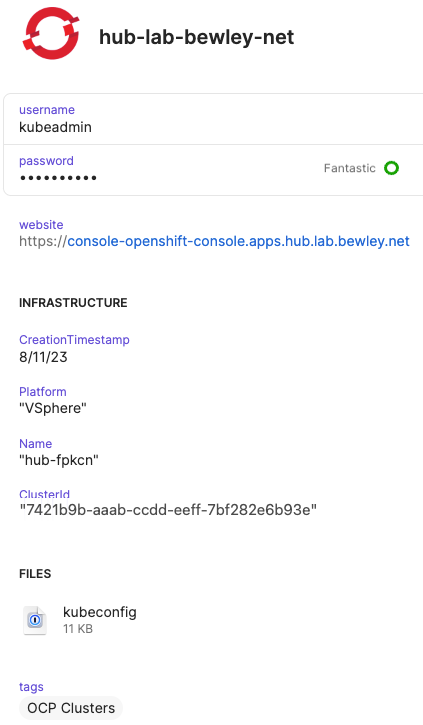 hub-lab-bewley-net
username
kubeadmin
password
••••••••••
Fantastic
website
https://console-openshift-console.apps.hub.lab.bewley.net
INFRASTRUCTURE
CreationTimestamp
8/11/23
Platform
"VSphere"
Name
"hub-fpkcn"
ClusterId
"7421b9b-aaab-ccdd-eeff-7bf282e6b93e"
FILES
kubeconfig
11 KB
tags
OCP Clusters